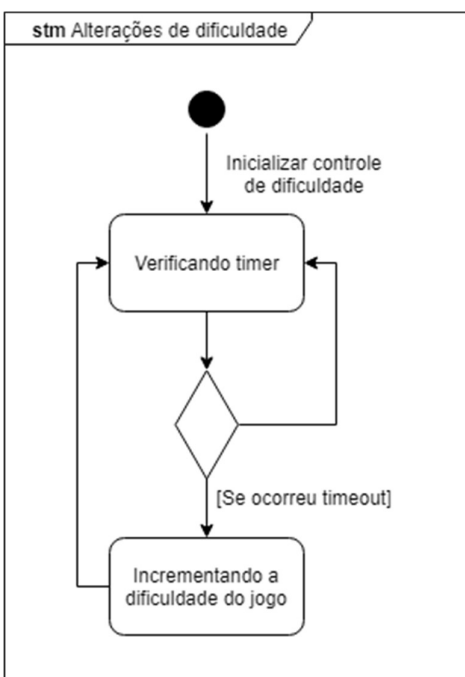 stm Alterações de dificuldade
Inicializar controle
de dificuldade
Verificando timer
[Se ocorreu timeout]
Incrementando a
dificuldade do jogo